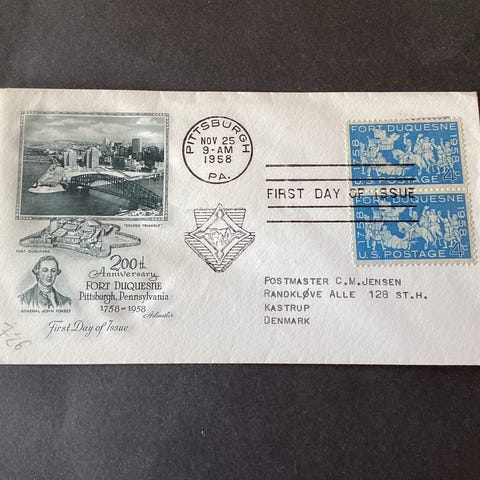 "GOLDEN TRIANGLE"
FORT DUQUESNE
200th
Anniversary
FORT DUQUESNE
Pittsburgh, Pennsylvania
1758-1958
GENERAL JOHN FORBES
First Day of Issue
PITTSBURGH
NOV 25
9-AM
1958
PA.
FIRST DAY OF ISSUE
FORT DUQUESNE
1758
1958
U.S. POSTAGE 4¢
FORT DUQUESNE
1758
1958
U.S. POSTAGE 4¢
POSTMASTER C.M.JENSEN
RANDKLØVE ALLE 128 ST.H.
KASTRUP
DENMARK